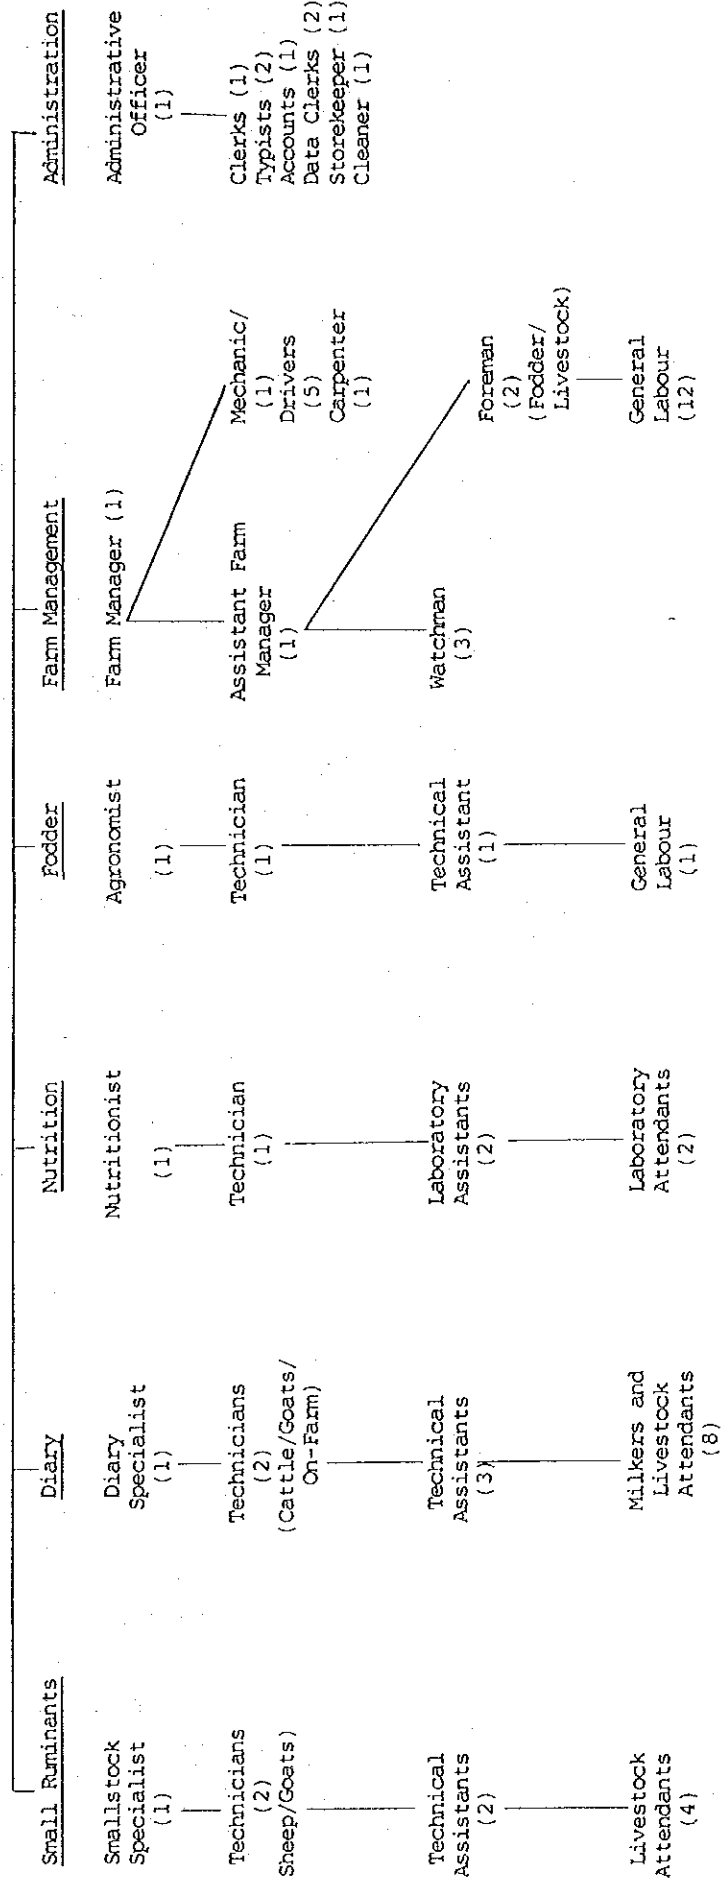 Small Ruminants
Smallstock
Specialist
(1)
Technicians
(2)
Sheep/Goats)
Technical
Assistants
(2)
Livestock
Attendants
(4)
Diary
Diary
Specialist
(1)
Technicians
(2)
(Cattle/Goats/
On-Farm)
Technical
Assistants
(3)
Milkers and
Livestock
Attendants
(8)
Nutrition
Nutritionist
(1)
Technician
(1)
Laboratory
Assistants
(2)
Laboratory
Attendants
(2)
Fodder
Agronomist
(1)
Technician
(1)
Technical
Assistant
(1)
General
Labour
(1)
Farm Management
Farm Manager (1)
Assistant Farm
Manager
(1)
Watchman
(3)
Mechanic/
(1)
Drivers
(5)
Carpenter
(1)
Foreman
(2)
(Fodder/
Livestock)
General
Labour
(12)
Administration
Administrative
Officer
(1)
Clerks (1)
Typists (2)
Accounts (1)
Data Clerks (2)
Storekeeper (1)
Cleaner (1)